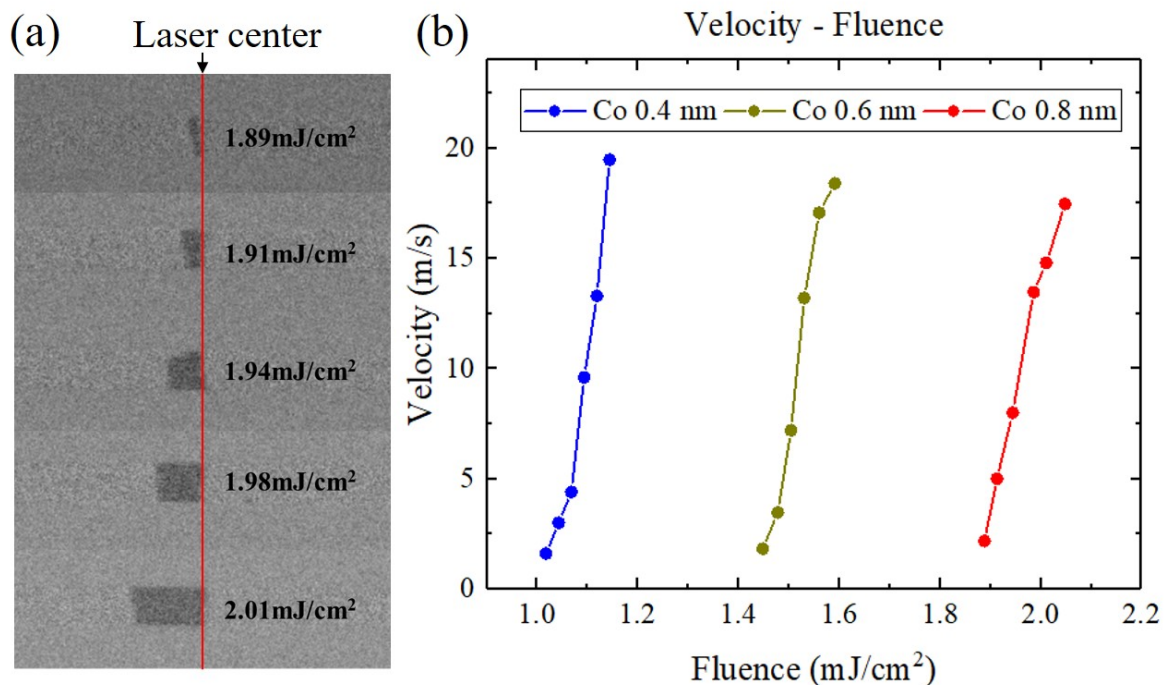 (a)
Laser center
1.89mJ/cm²
1.91mJ/cm²
1.94mJ/cm²
1.98mJ/cm²
2.01mJ/cm²
(b)
Velocity - Fluence
Co 0.4 nm Co 0.6 nm Co 0.8 nm
Velocity (m/s)
20
15
10
5
0
1.0 1.2 1.4 1.6 1.8 2.0 2.2
Fluence (mJ/cm²)